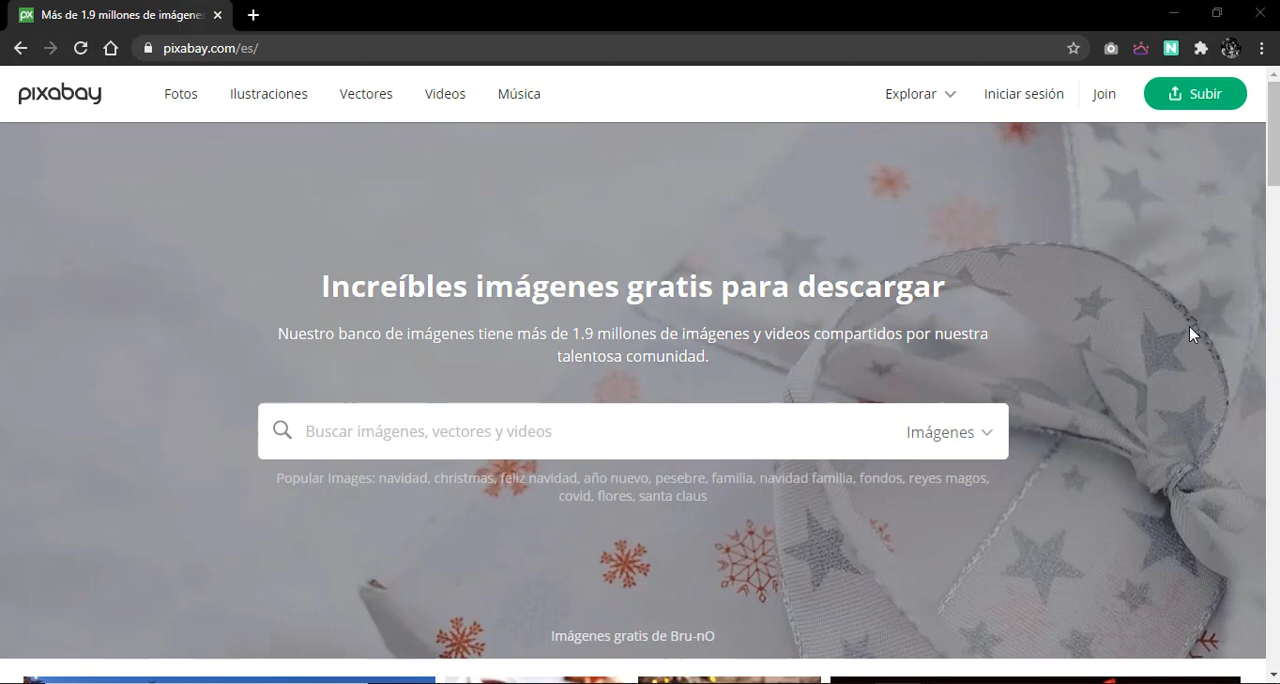 Más de 1.9 millones de imágenes
pixabay.com/es/
pixabay
Fotos
Ilustraciones
Vectores
Videos
Música
Explorar
Iniciar sesión
Join
Subir
Increíbles imágenes gratis para descargar
Nuestro banco de imágenes tiene más de 1.9 millones de imágenes y videos compartidos por nuestra
talentosa comunidad.
Buscar imágenes, vectores y videos
Imágenes
Popular Images: navidad, christmas, feliz navidad, año nuevo, pesebre, familia, navidad familia, fondos, reyes magos,
covid, flores, santa claus
Imágenes gratis de Bru-nO